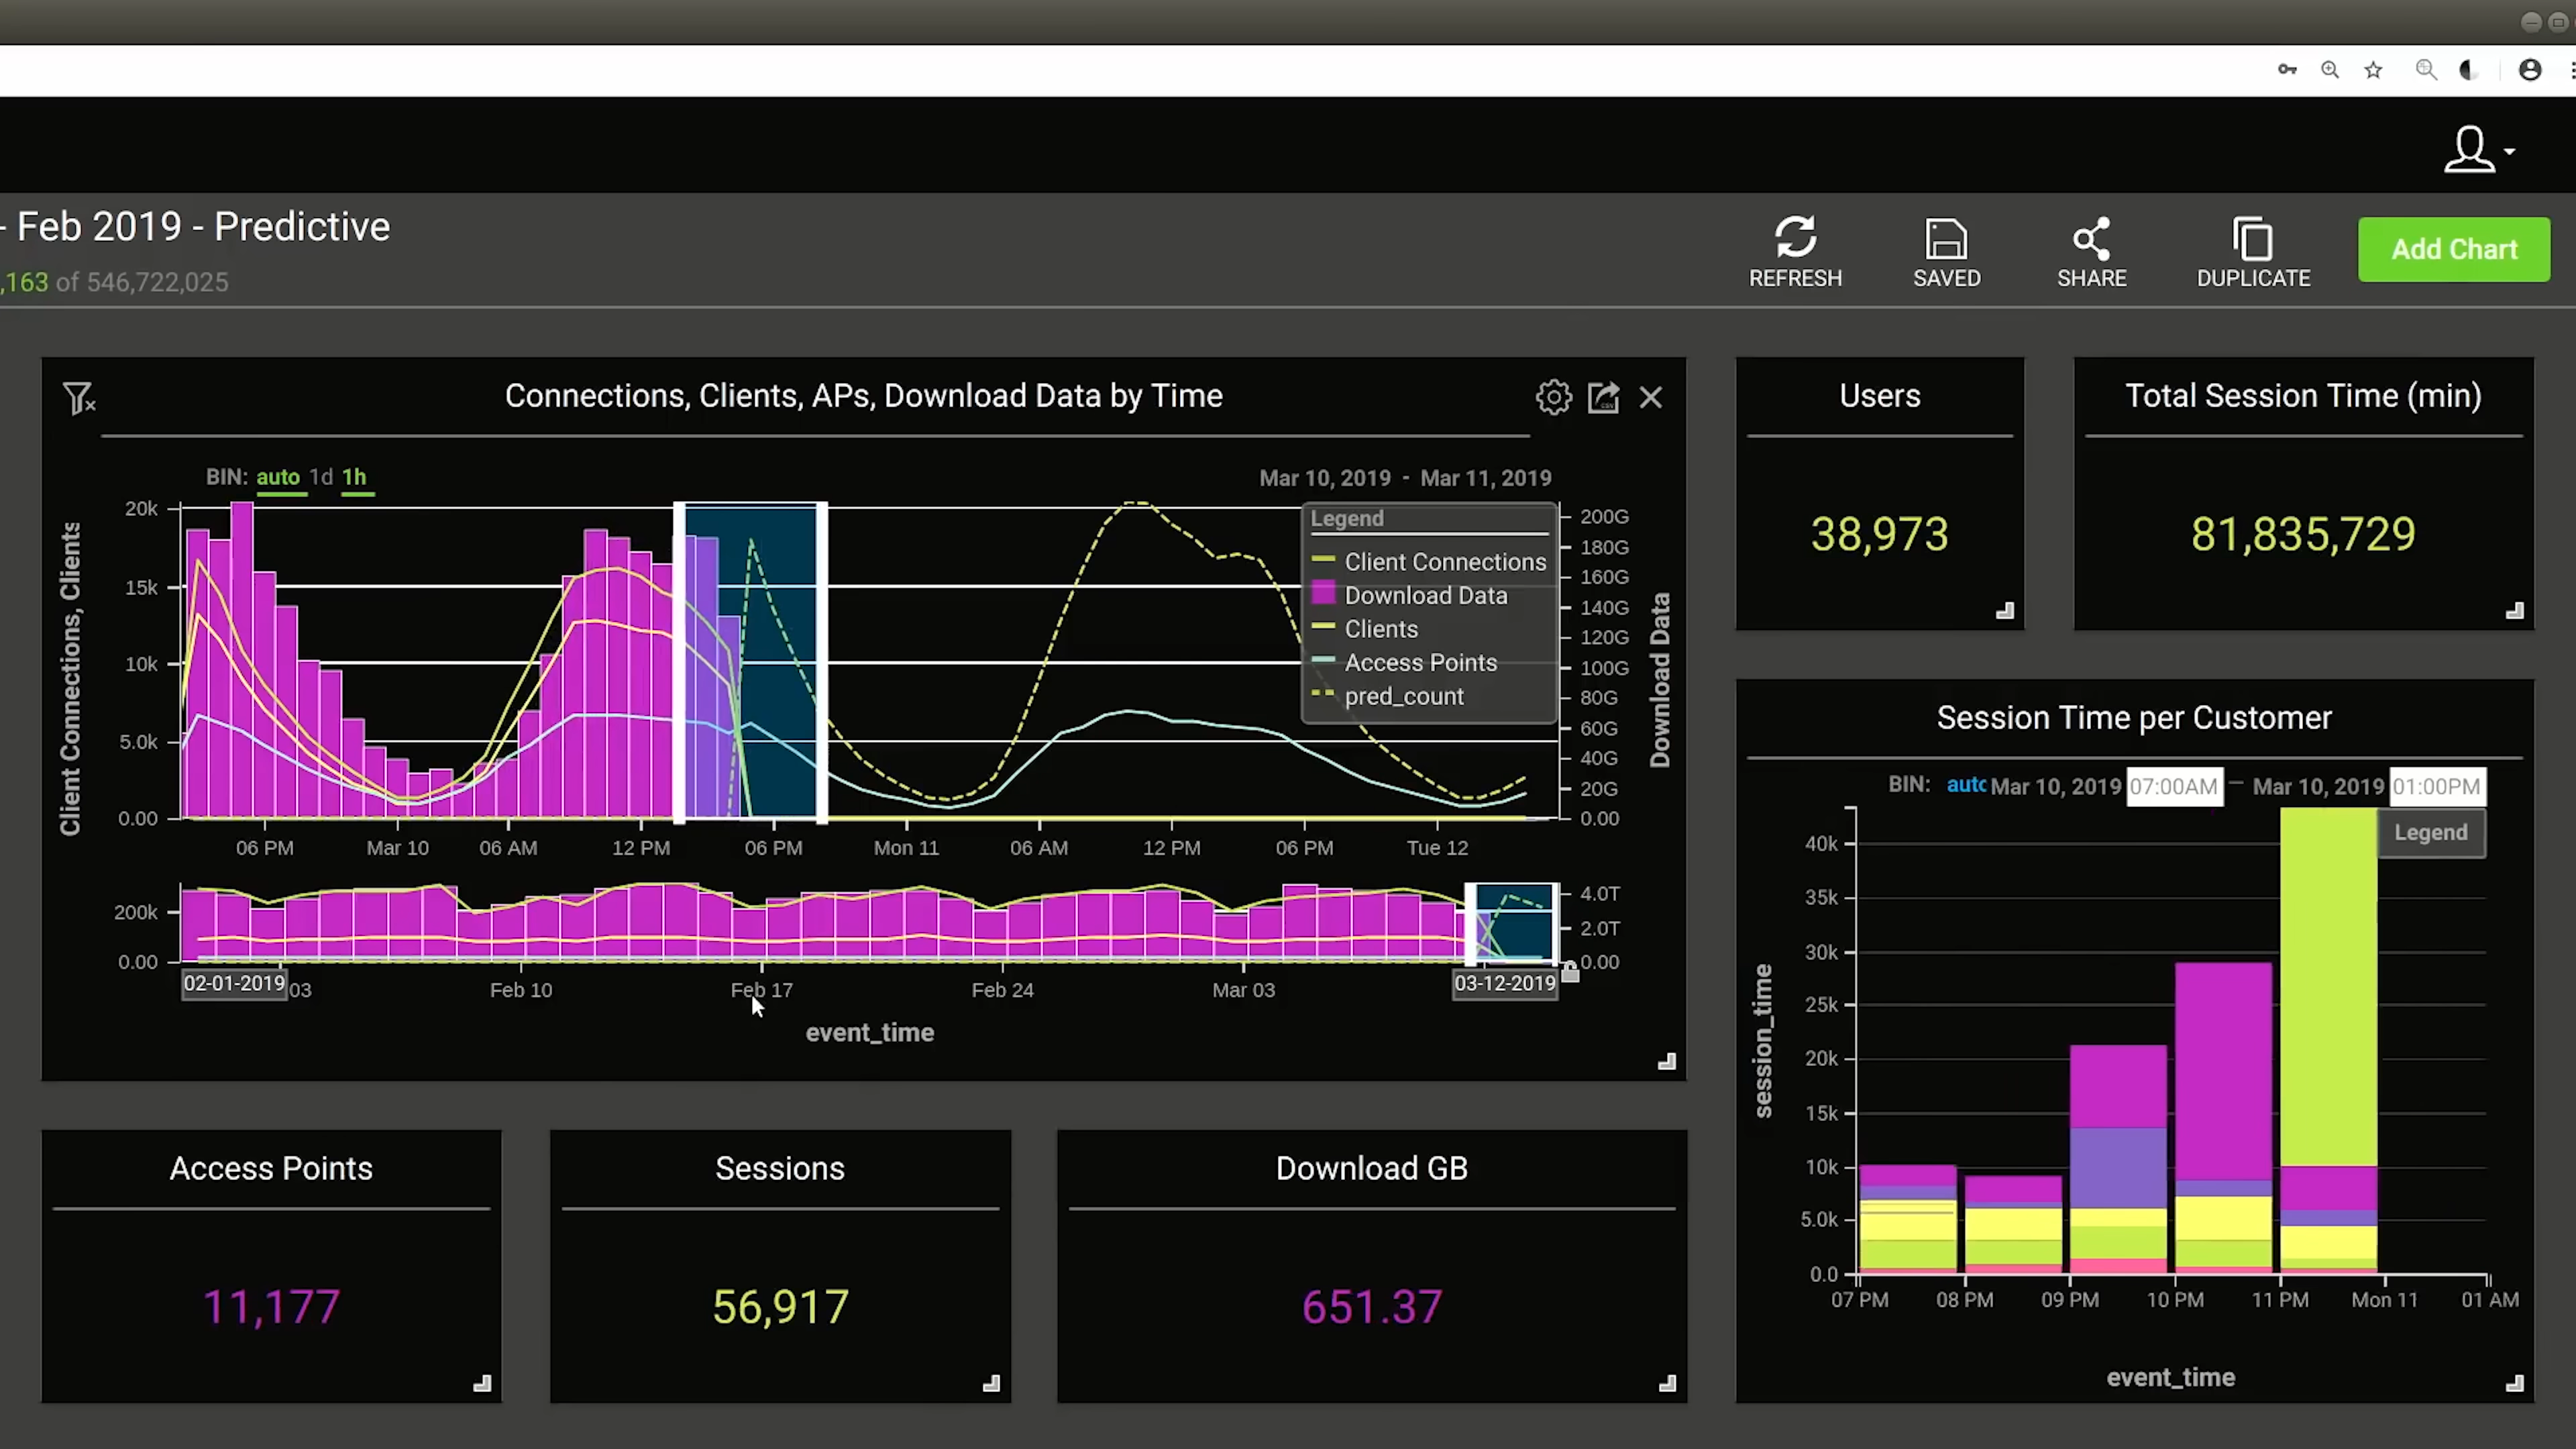 - Feb 2019 - Predictive
,163 of 546,722,025
REFRESH
SAVED
SHARE
DUPLICATE
Add Chart
Connections, Clients, APs, Download Data by Time
BIN: auto 1d 1h
Mar 10, 2019 - Mar 11, 2019
Client Connections, Clients
20k
15k
10k
5.0k
0.00
Legend
Client Connections
Download Data
Clients
Access Points
pred_count
200G
180G
160G
140G
120G
100G
80G
60G
40G
20G
0.00
Download Data
06 PM
Mar 10
06 AM
12 PM
06 PM
Mon 11
06 AM
12 PM
06 PM
Tue 12
200k
0.00
4.0T
2.0T
0.00
02-01-2019
03
Feb 10
Feb 17
Feb 24
Mar 03
03-12-2019
event_time
Users
38,973
Total Session Time (min)
81,835,729
Session Time per Customer
BIN: auto Mar 10, 2019 07:00AM — Mar 10, 2019 01:00PM
Legend
session_time
40k
35k
30k
25k
20k
15k
10k
5.0k
0.0
07 PM
08 PM
09 PM
10 PM
11 PM
Mon 11
01 AM
event_time
Access Points
11,177
Sessions
56,917
Download GB
651.37